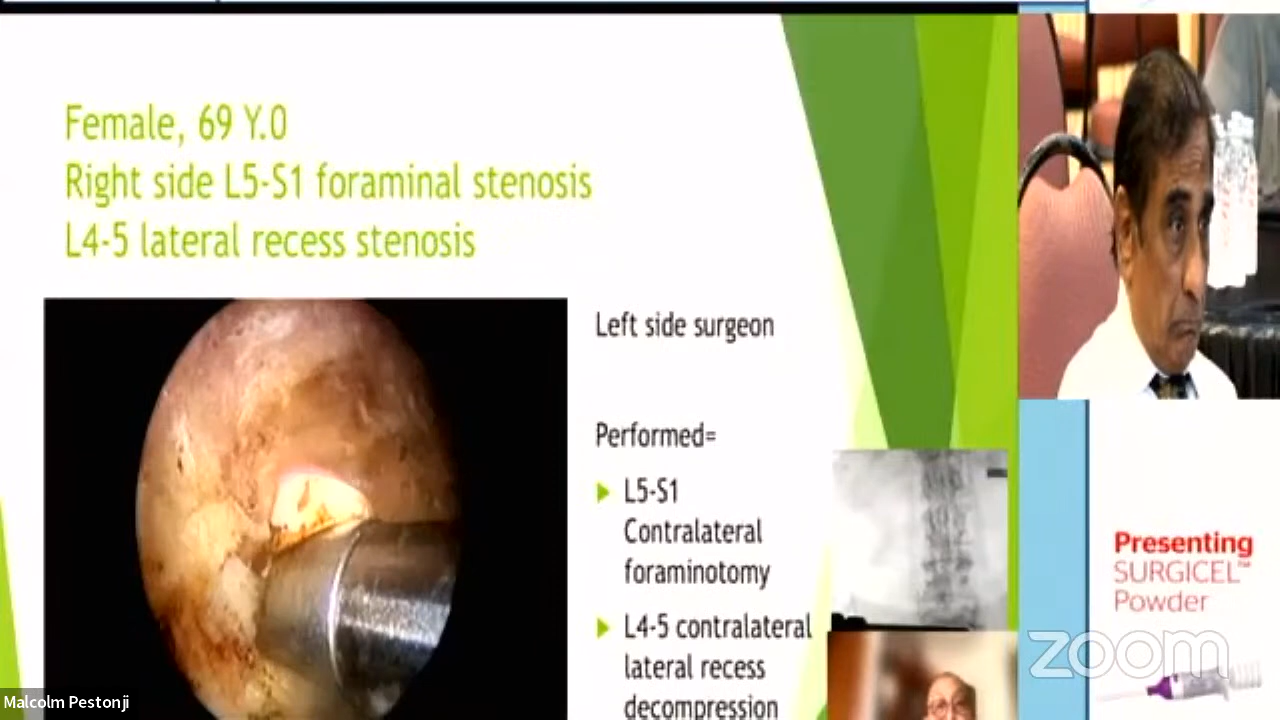 Female, 69 Y.O
Right side L5-S1 foraminal stenosis
L4-5 lateral recess stenosis
Left side surgeon
Performed=
L5-S1
Contralateral
foraminotomy
L4-5 contralateral
lateral recess
decompression
Presenting
SURGICEL™
Powder
zoom
Malcolm Pestonji